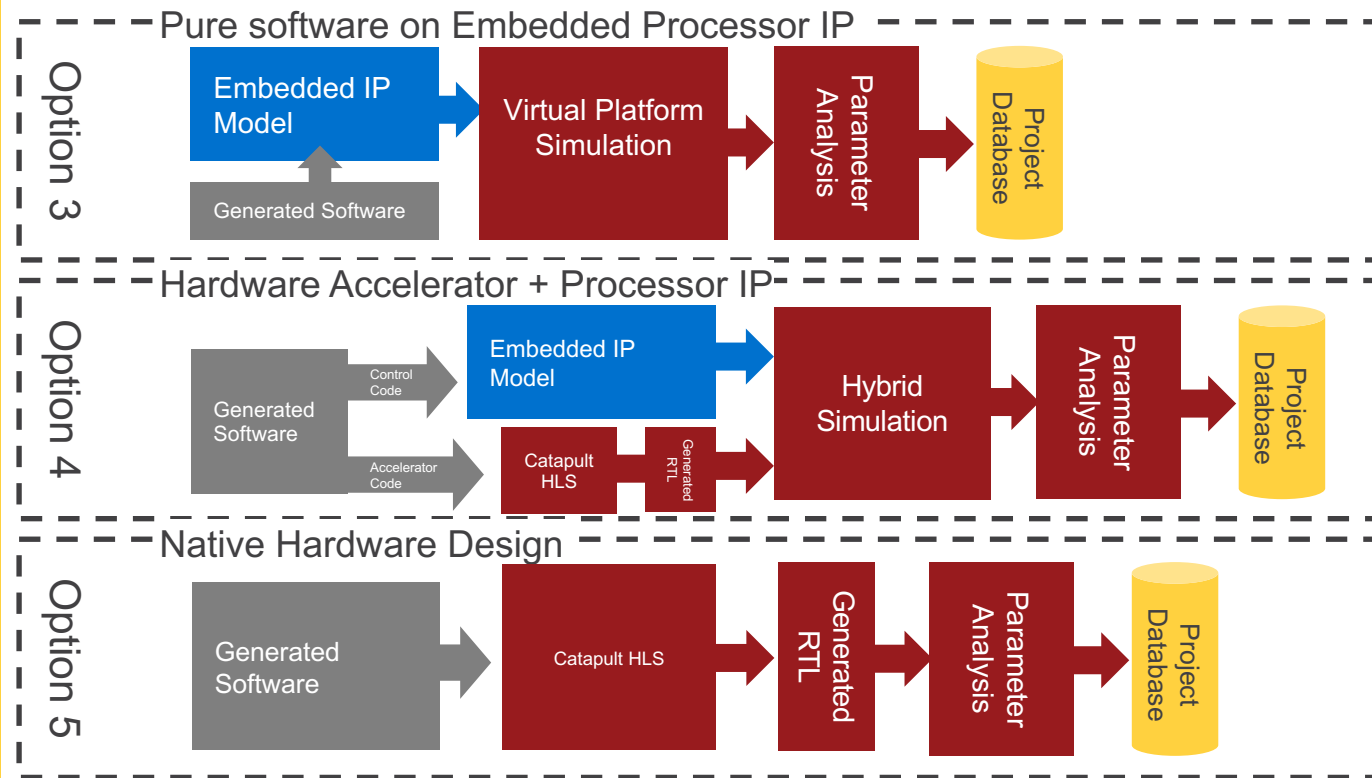 Pure software on Embedded Processor IP
Option 3
Embedded IP
Model
Generated Software
Virtual Platform
Simulation
Parameter
Analysis
Project
Database
Hardware Accelerator + Processor IP
Option 4
Generated
Software
Control
Code
Accelerator
Code
Embedded IP
Model
Catapult
HLS
Generated
RTL
Hybrid
Simulation
Parameter
Analysis
Project
Database
Native Hardware Design
Option 5
Generated
Software
Catapult HLS
Generated
RTL
Parameter
Analysis
Project
Database